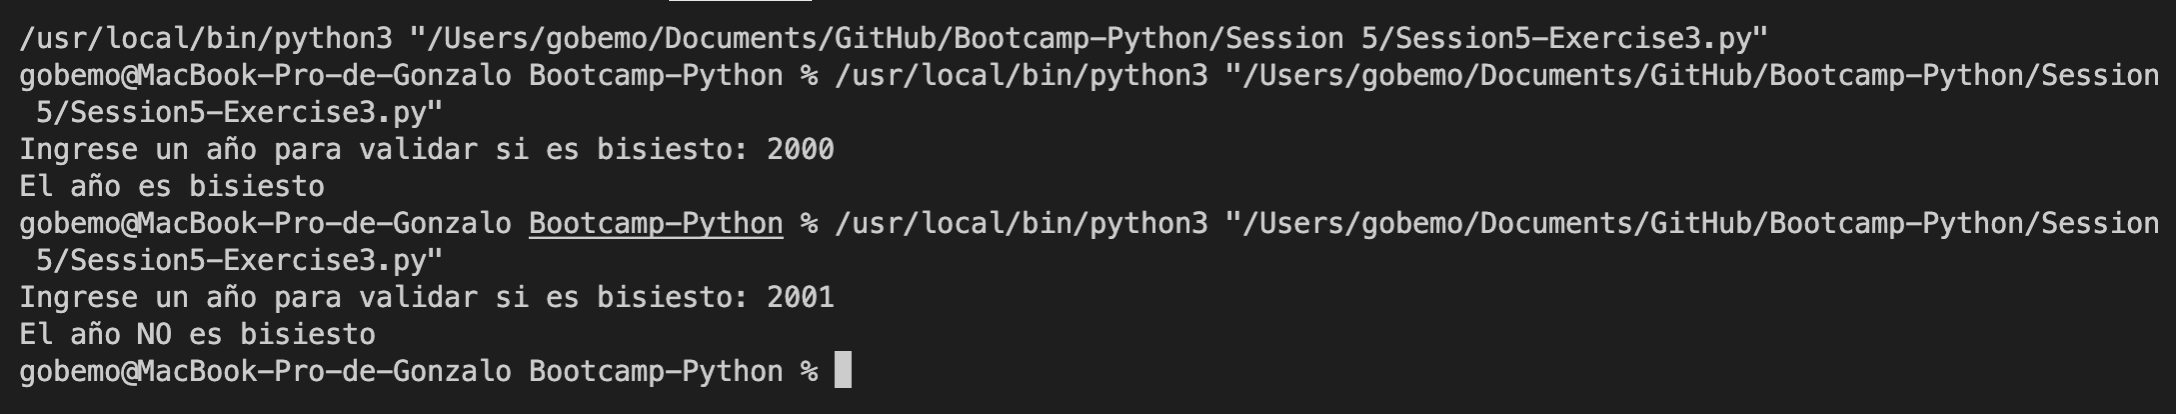 /usr/local/bin/python3 "/Users/gobemo/Documents/GitHub/Bootcamp-Python/Session 5/Session5-Exercise3.py"
gobemo@MacBook-Pro-de-Gonzalo Bootcamp-Python % /usr/local/bin/python3 "/Users/gobemo/Documents/GitHub/Bootcamp-Python/Session
 5/Session5-Exercise3.py"
Ingrese un año para validar si es bisiesto: 2000
El año es bisiesto
gobemo@MacBook-Pro-de-Gonzalo Bootcamp-Python % /usr/local/bin/python3 "/Users/gobemo/Documents/GitHub/Bootcamp-Python/Session
 5/Session5-Exercise3.py"
Ingrese un año para validar si es bisiesto: 2001
El año NO es bisiesto
gobemo@MacBook-Pro-de-Gonzalo Bootcamp-Python %